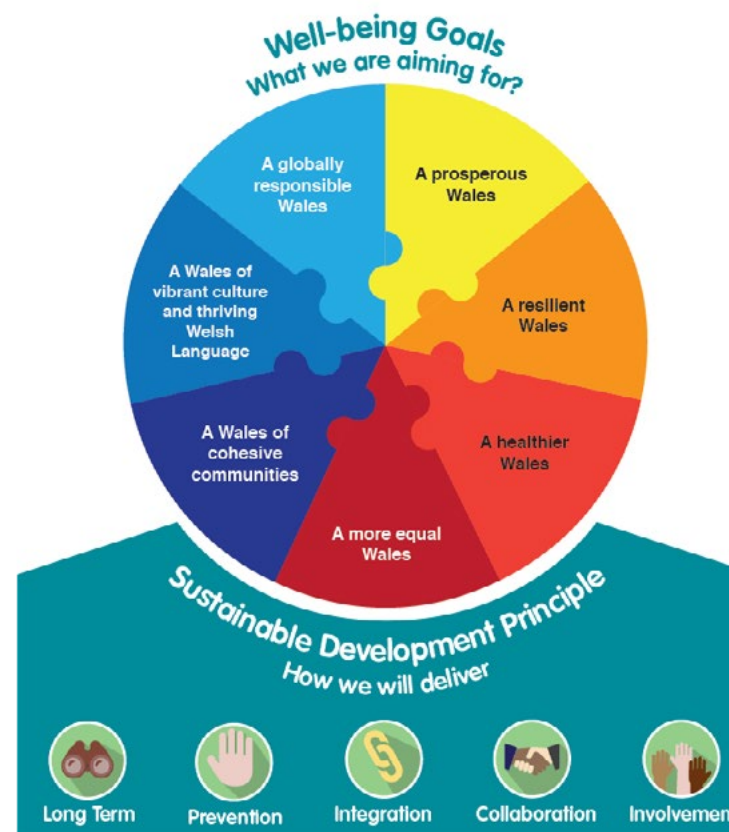 Well-being Goals
What we are aiming for?
A prosperous
Wales
A resilient
Wales
A healthier
Wales
A more equal
Wales
A Wales of
cohesive
communities
A Wales of
vibrant culture
and thriving
Welsh
Language
A globally
responsible
Wales
Sustainable Development Principle
How we will deliver
Long Term
Prevention
Integration
Collaboration
Involvemen